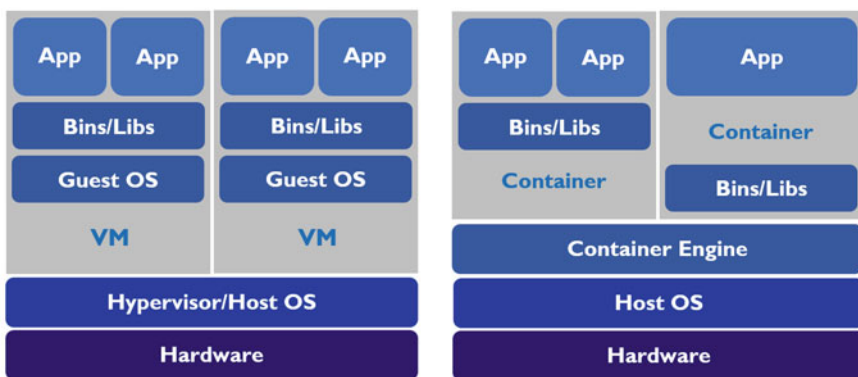 App App
Bins/Libs
Guest OS
VM
App App
Bins/Libs
Guest OS
VM
Hypervisor/Host OS
Hardware
App App
Bins/Libs
Container
App
Container
Bins/Libs
Container Engine
Host OS
Hardware